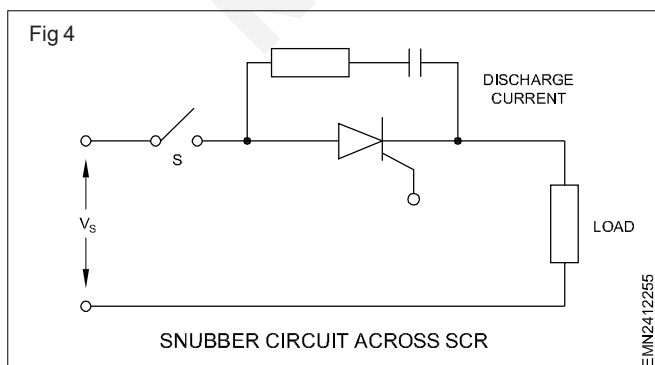 Fig 4
DISCHARGE
CURRENT
S
VS
LOAD
SNUBBER CIRCUIT ACROSS SCR
EMN2412255